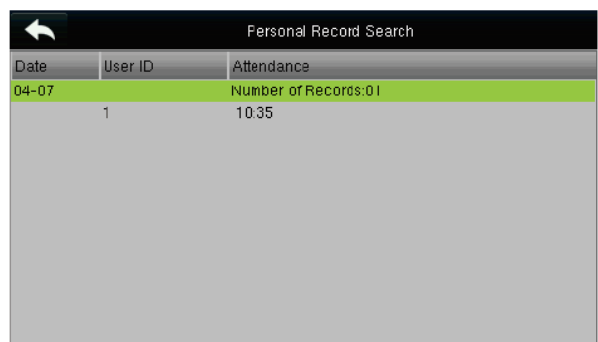 Personal Record Search
Date User ID Attendance
04-07 Number of Records:01
1 10:35